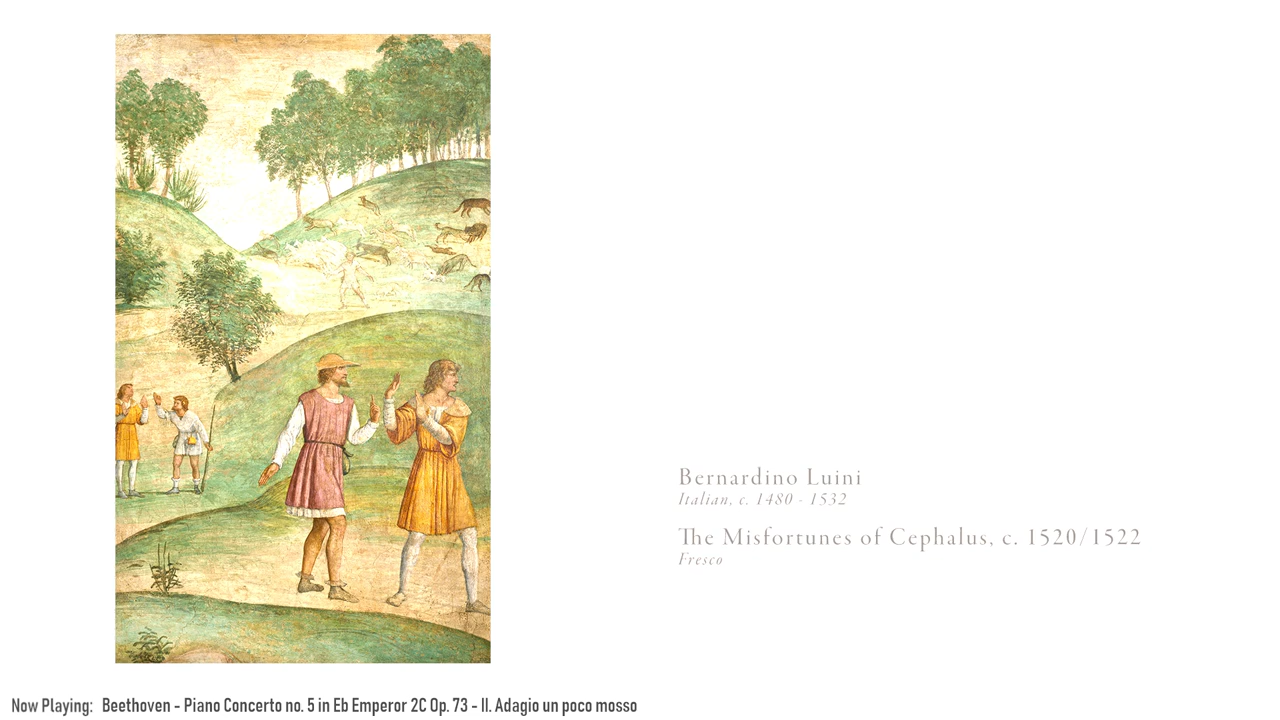 Bernardino Luini
Italian, c. 1480 - 1532
The Misfortunes of Cephalus, c. 1520/1522
Fresco
Now Playing: Beethoven - Piano Concerto no. 5 in Eb Emperor 2C Op. 73 - II. Adagio un poco mosso